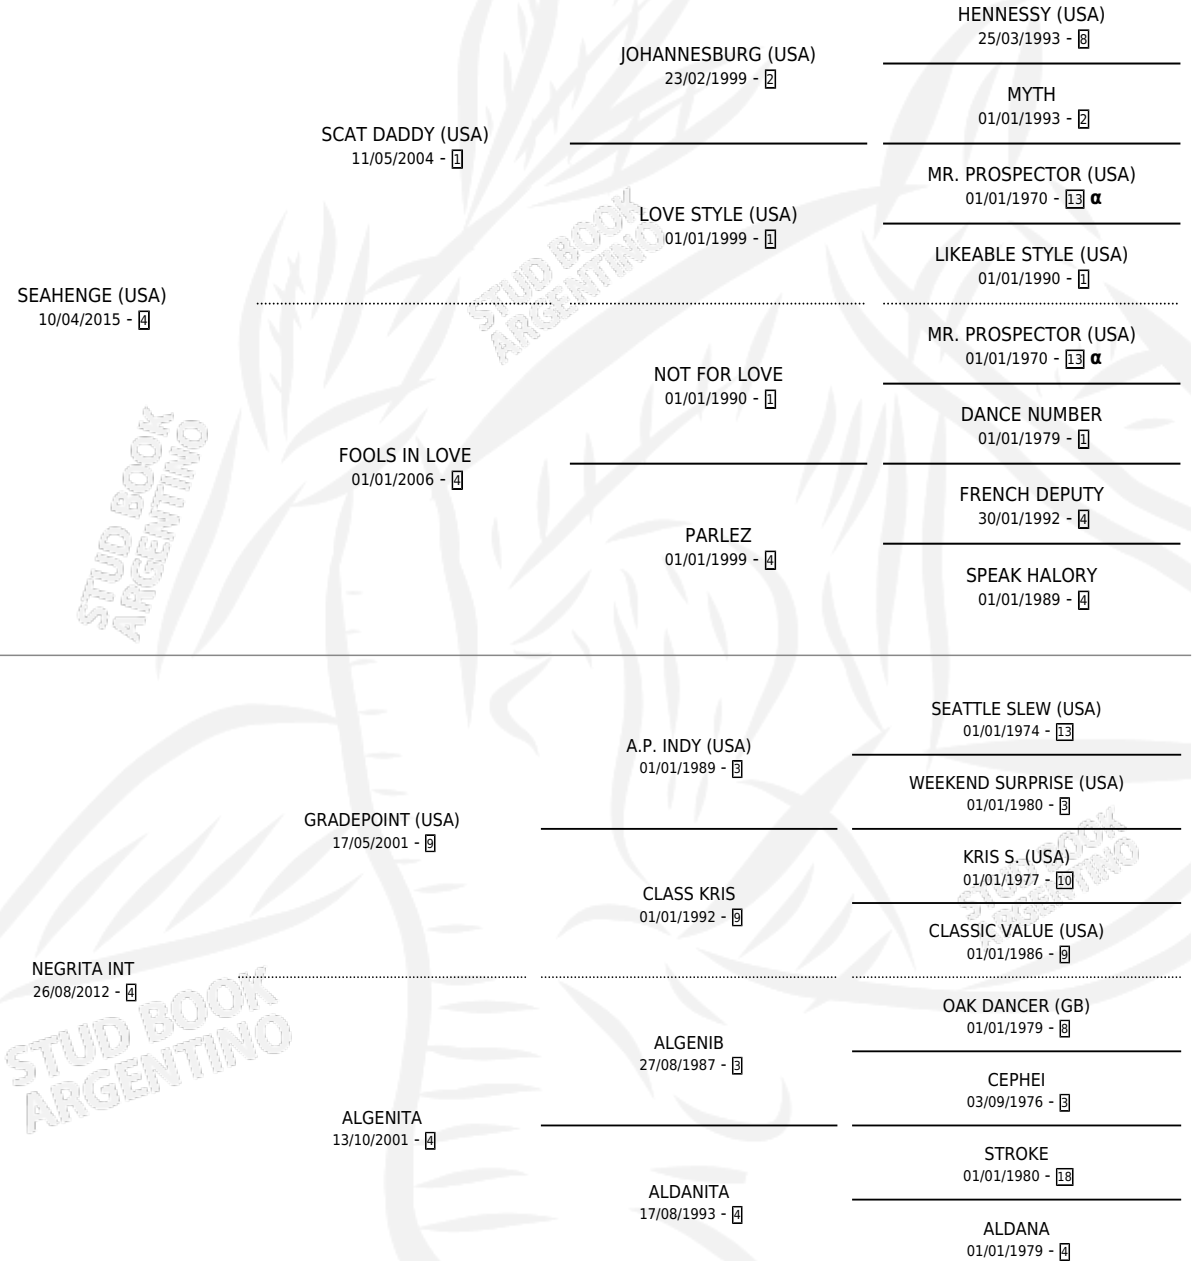 HENNESSY (USA)
25/03/1993 - 8
JOHANNESBURG (USA)
23/02/1999 - 2
MYTH
01/01/1993 - 2
SCAT DADDY (USA)
11/05/2004 - 1
MR. PROSPECTOR (USA)
01/01/1970 - 13 α
LOVE STYLE (USA)
01/01/1999 - 1
LIKEABLE STYLE (USA)
01/01/1990 - 1
SEAHENGE (USA)
10/04/2015 - 4
MR. PROSPECTOR (USA)
01/01/1970 - 13 α
NOT FOR LOVE
01/01/1990 - 1
DANCE NUMBER
01/01/1979 - 1
FOOLS IN LOVE
01/01/2006 - 4
FRENCH DEPUTY
30/01/1992 - 4
PARLEZ
01/01/1999 - 4
SPEAK HALORY
01/01/1989 - 4
SEATTLE SLEW (USA)
01/01/1974 - 13
A.P. INDY (USA)
01/01/1989 - 3
WEEKEND SURPRISE (USA)
01/01/1980 - 3
GRADEPOINT (USA)
17/05/2001 - 9
KRIS S. (USA)
01/01/1977 - 10
CLASS KRIS
01/01/1992 - 9
CLASSIC VALUE (USA)
01/01/1986 - 9
NEGRITA INT
26/08/2012 - 4
OAK DANCER (GB)
01/01/1979 - 8
ALGENIB
27/08/1987 - 3
CEPHEI
03/09/1976 - 3
ALGENITA
13/10/2001 - 4
STROKE
01/01/1980 - 18
ALDANITA
17/08/1993 - 4
ALDANA
01/01/1979 - 4
STUD BOOK
ARGENTINO
STUD BOOK
ARGENTINO
STUD BOOK
ARGENTINO
STUD BOOK
ARGENTINO